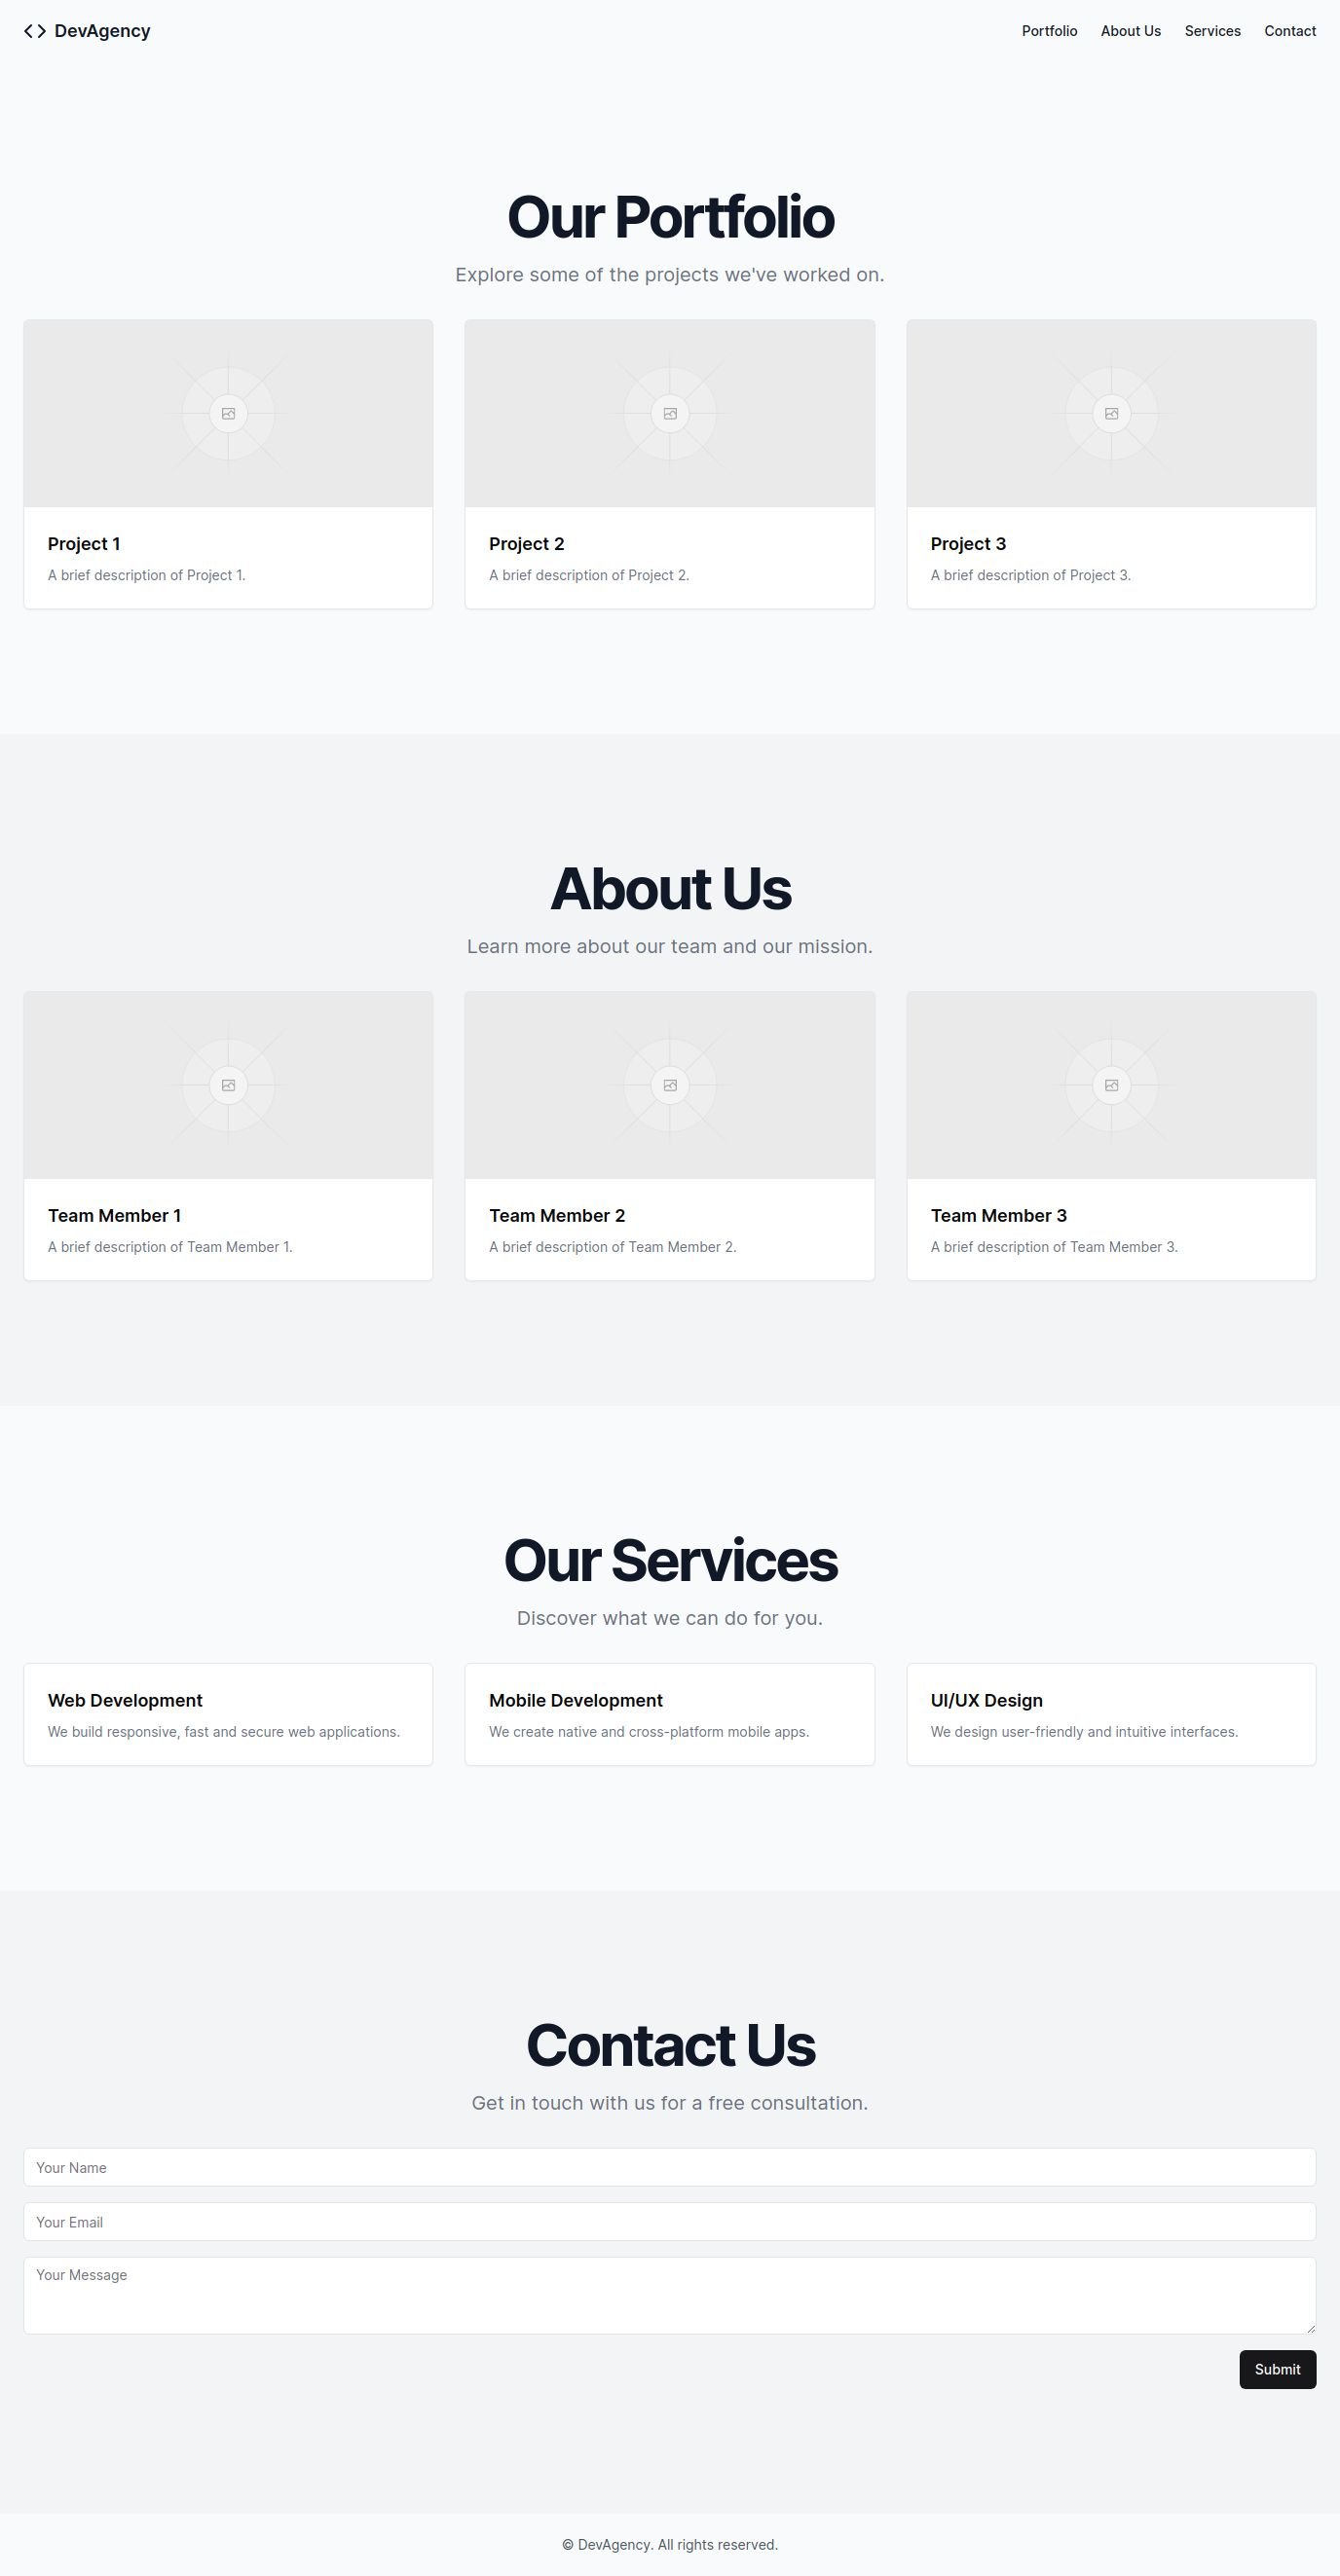 DevAgency
Portfolio About Us Services Contact
Our Portfolio
Explore some of the projects we've worked on.
Project 1
A brief description of Project 1.
Project 2
A brief description of Project 2.
Project 3
A brief description of Project 3.
About Us
Learn more about our team and our mission.
Team Member 1
A brief description of Team Member 1.
Team Member 2
A brief description of Team Member 2.
Team Member 3
A brief description of Team Member 3.
Our Services
Discover what we can do for you.
Web Development
We build responsive, fast and secure web applications.
Mobile Development
We create native and cross-platform mobile apps.
UI/UX Design
We design user-friendly and intuitive interfaces.
Contact Us
Get in touch with us for a free consultation.
Your Name
Your Email
Your Message
Submit
© DevAgency. All rights reserved.